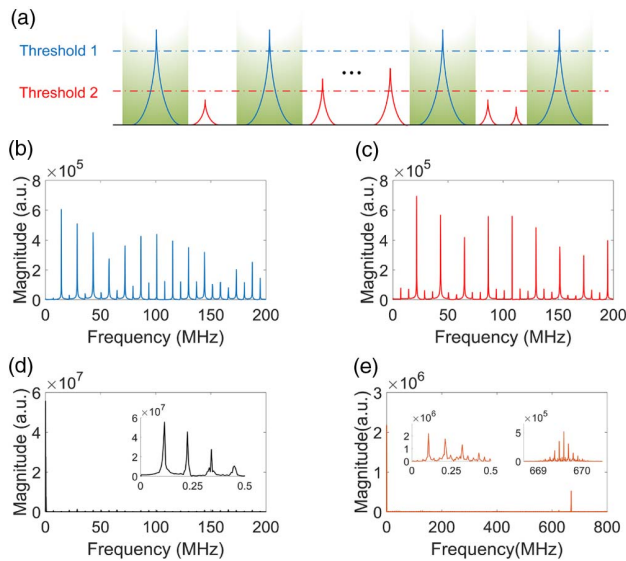 (a)
Threshold 1
Threshold 2
...
(b)
×10^5
Magnitude (a.u.)
8
6
4
2
0
0 50 100 150 200
Frequency (MHz)
(c)
×10^5
Magnitude (a.u.)
8
6
4
2
0
0 50 100 150 200
Frequency (MHz)
(d)
×10^7
Magnitude (a.u.)
6
4
2
0
0 50 100 150 200
Frequency (MHz)
×10^7
6
4
2
0
0 0.25 0.5
(e)
×10^6
Magnitude(a.u.)
3
2
1
0
0 200 400 600 800
Frequency(MHz)
×10^6
2
1
0
0 0.25 0.5
×10^5
5
0
669 670